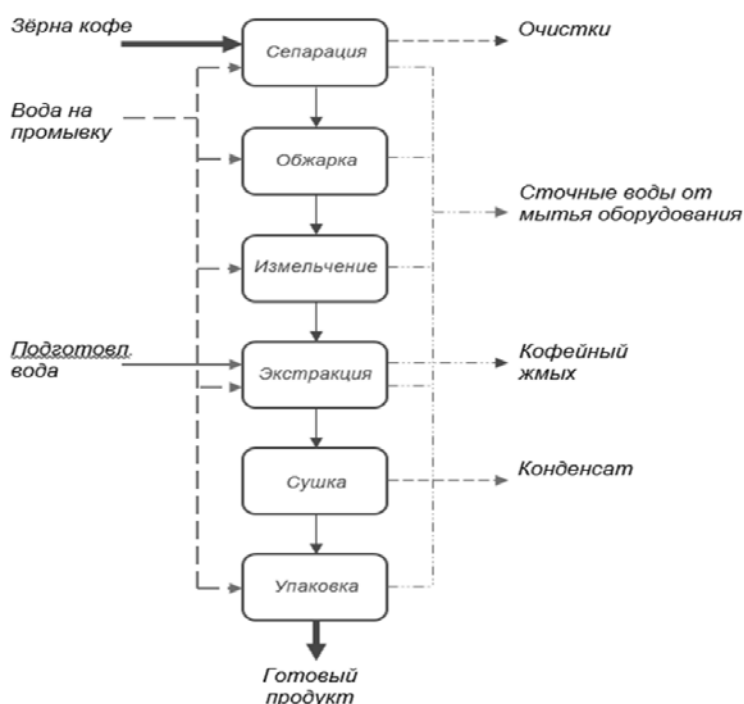 Зёрна кофе
Сепарация
Очистки
Вода на
промывку
Обжарка
Сточные воды от
мытья оборудования
Измельчение
Подготовл.
вода
Экстракция
Кофейный
жмых
Сушка
Конденсат
Упаковка
Готовый
продукт